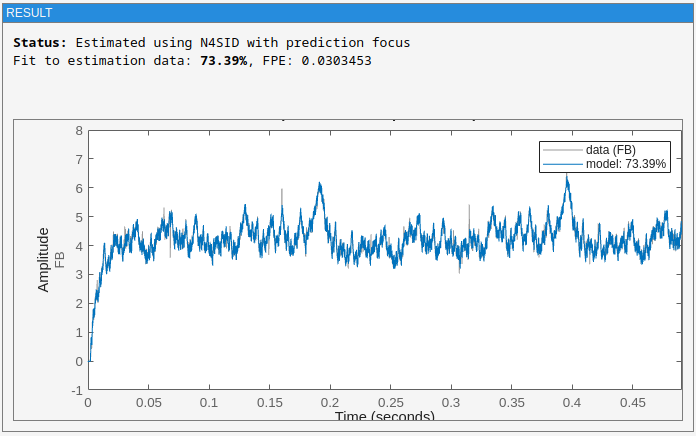 RESULT
Status: Estimated using N4SID with prediction focus
Fit to estimation data: 73.39%, FPE: 0.0303453
8
7
6
5
4
3
2
1
0
-1
Amplitude
FB
data (FB)
model: 73.39%
0
0.05
0.1
0.15
0.2
0.25
0.3
0.35
0.4
0.45
Time (seconds)